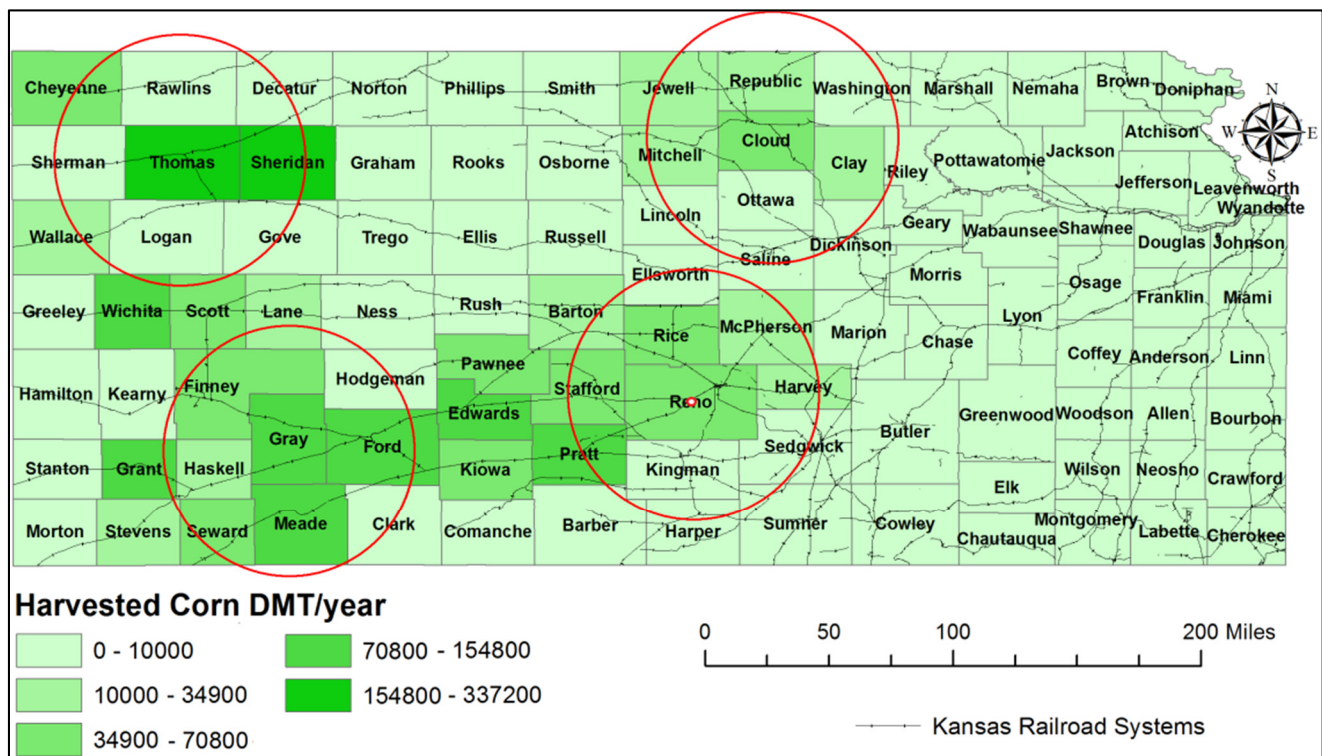 Cheyenne Rawlins Decatur Norton Phillips Smith Jewell Republic Washington Marshall Nemaha Brown Doniphan
N
W E
S
Sherman Thomas Sheridan Graham Rooks Osborne Mitchell Cloud Clay Riley Pottawatomie Jackson Atchison
Jefferson Leavenworth
Wyandotte
Wallace Logan Gove Trego Ellis Russell Lincoln Ottawa Dickinson Geary Wabaunsee Shawnee Douglas Johnson
Ellsworth Saline Morris Osage Franklin Miami
Greeley Wichita Scott Lane Ness Rush Barton Rice McPherson Marion Chase Lyon Coffey Anderson Linn
Hamilton Kearny Finney Hodgeman Pawnee Stafford Reno Harvey
Gray Ford Edwards Pratt Kingman Sedgwick Butler Greenwood Woodson Allen Bourbon
Stanton Grant Haskell Kiowa Elk Wilson Neosho Crawford
Morton Stevens Seward Meade Clark Comanche Barber Harper Sumner Cowley Chautauqua Montgomery Labette Cherokee
Harvested Corn DMT/year
0 - 10000
10000 - 34900
34900 - 70800
70800 - 154800
154800 - 337200
0 50 100 200 Miles
Kansas Railroad Systems